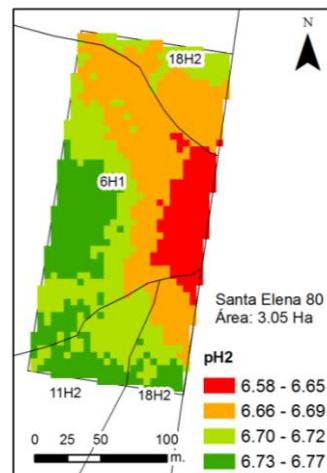 N
18H2
6H1
Santa Elena 80
Área: 3.05 Ha
pH2
6.58 - 6.65
6.66 - 6.69
6.70 - 6.72
6.73 - 6.77
11H2
18H2
0 25 50 100
m.